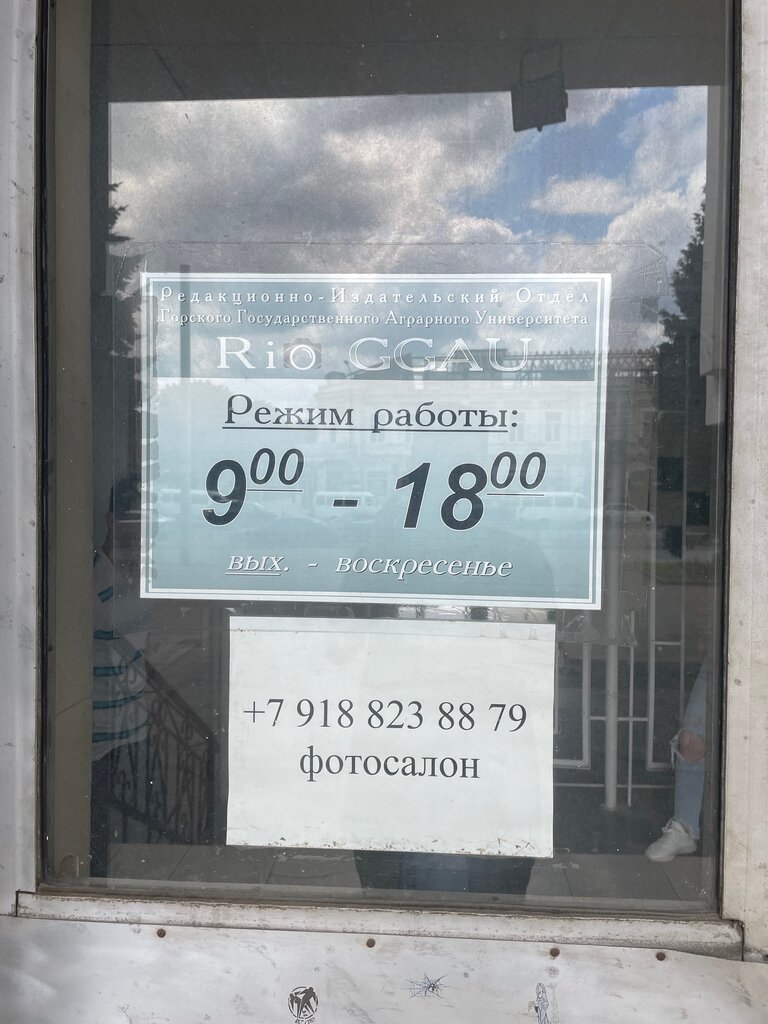 Редакционно-Издательский Отдел
Горского Государственного Аграрного Университета
Rio GGAU
Режим работы:
9⁰⁰ - 18⁰⁰
вых. - воскресенье
+7 918 823 88 79
фотосалон